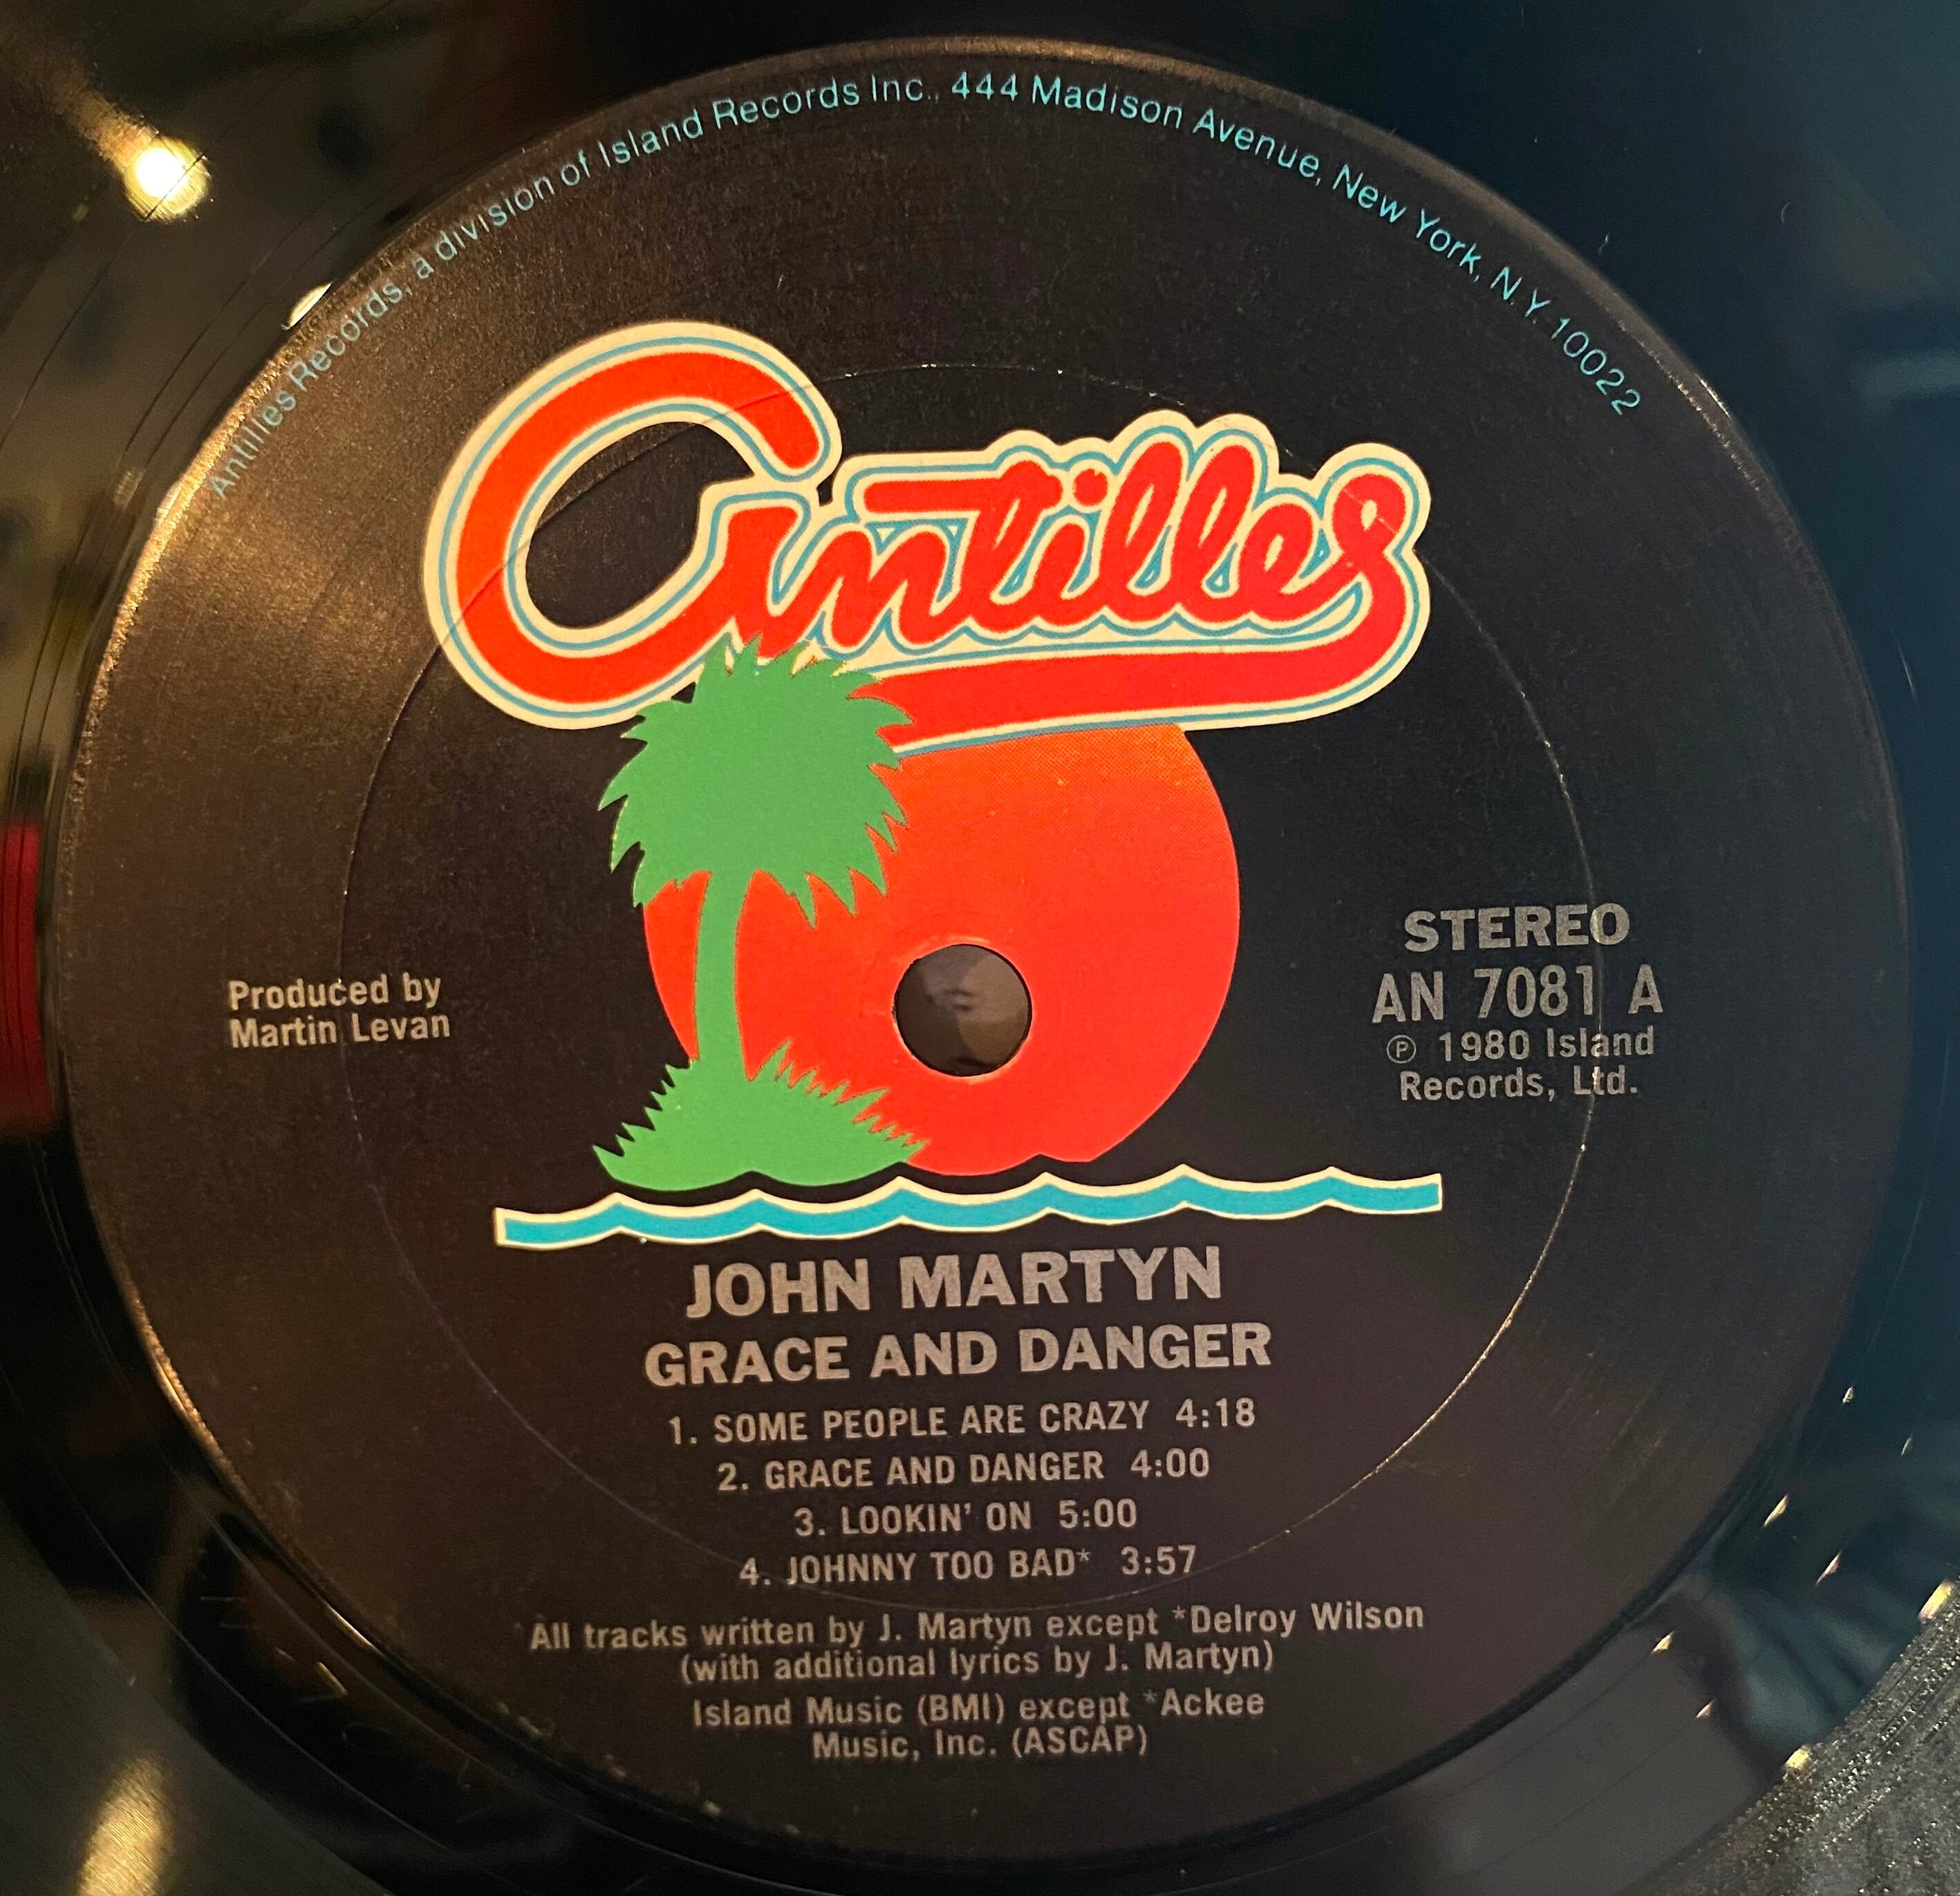 Antilles Records, a division of Island Records Inc., 444 Madison Avenue, New York, N.Y. 10022
Antilles
Produced by
Martin Levan
STEREO
AN 7081 A
℗ 1980 Island
Records, Ltd.
JOHN MARTYN
GRACE AND DANGER
1. SOME PEOPLE ARE CRAZY 4:18
2. GRACE AND DANGER 4:00
3. LOOKIN' ON 5:00
4. JOHNNY TOO BAD* 3:57
All tracks written by J. Martyn except *Delroy Wilson
(with additional lyrics by J. Martyn)
Island Music (BMI) except *Ackee
Music, Inc. (ASCAP)